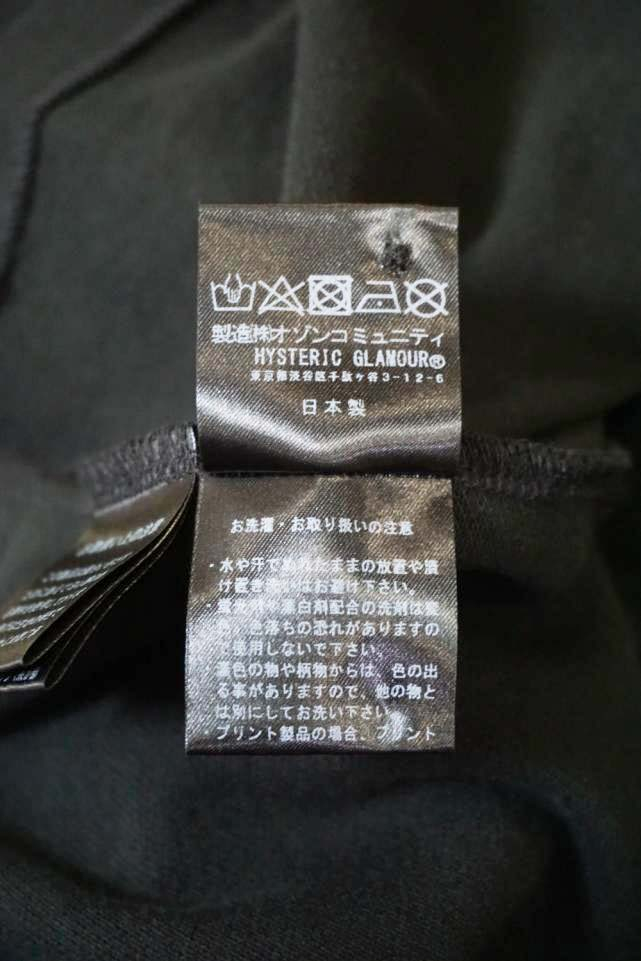 製造㈱オゾンコミュニティ
HYSTERIC GLAMOUR®
東京都渋谷区千駄ヶ谷3-12-6
日本製
お洗濯・お取り扱いの注意
・水や汗でぬれたままの放置や漬
け置き洗いはお避け下さい。
・蛍光剤や漂白剤配合の洗剤は変
色、色落ちの恐れがありますの
で使用しないで下さい。
・濃色の物や柄物からは、色の出
る事がありますので、他の物と
は別にしてお洗い下さい。
・プリント製品の場合、プリント